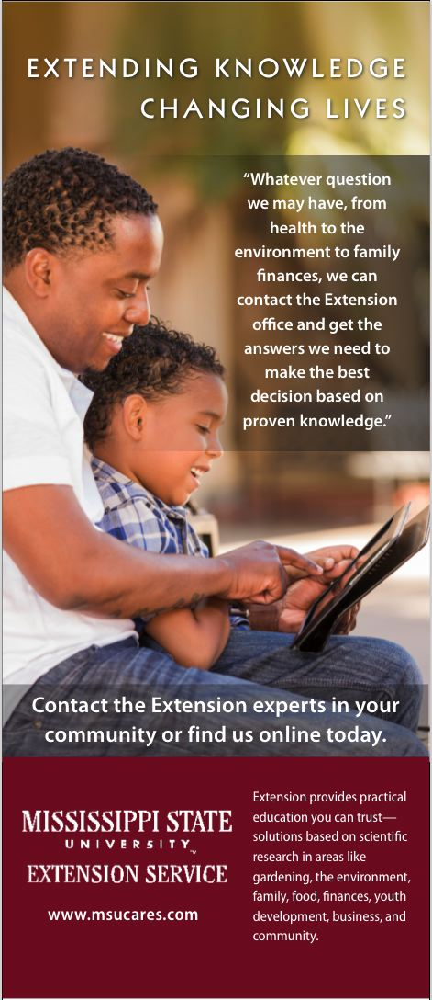 EXTENDING KNOWLEDGE
CHANGING LIVES
“Whatever question
we may have, from
health to the
environment to family
finances, we can
contact the Extension
office and get the
answers we need to
make the best
decision based on
proven knowledge.”
Contact the Extension experts in your
community or find us online today.
MISSISSIPPI STATE
UNIVERSITY™
EXTENSION SERVICE
www.msucares.com
Extension provides practical
education you can trust—
solutions based on scientific
research in areas like
gardening, the environment,
family, food, finances, youth
development, business, and
community.